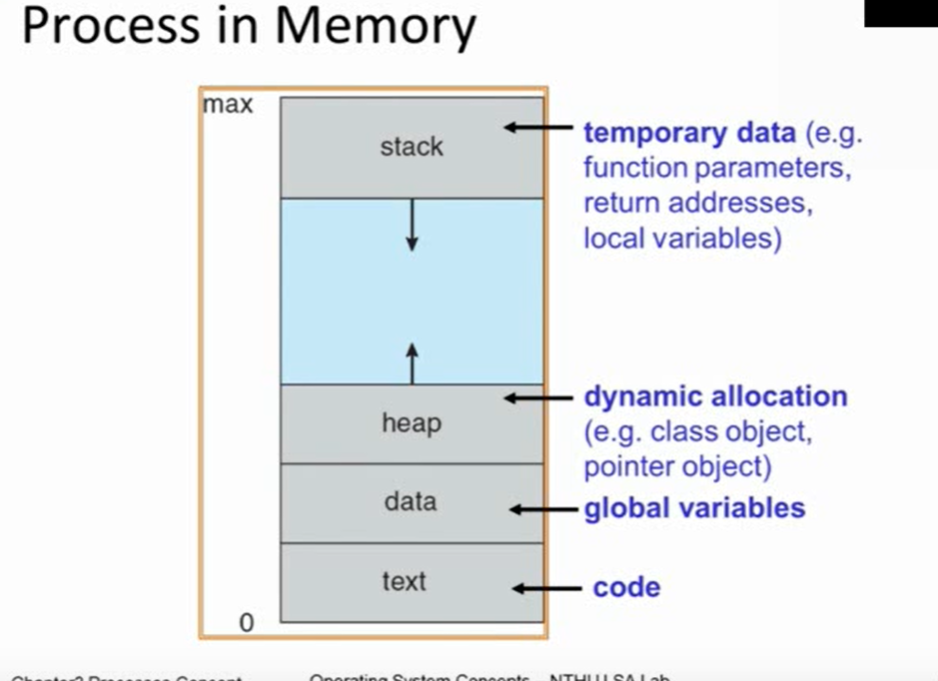 Process in Memory
max
stack
temporary data (e.g.
function parameters,
return addresses,
local variables)
heap
dynamic allocation
(e.g. class object,
pointer object)
data
global variables
text
code
0
Operating System Concepts – NTHU LSA Lab